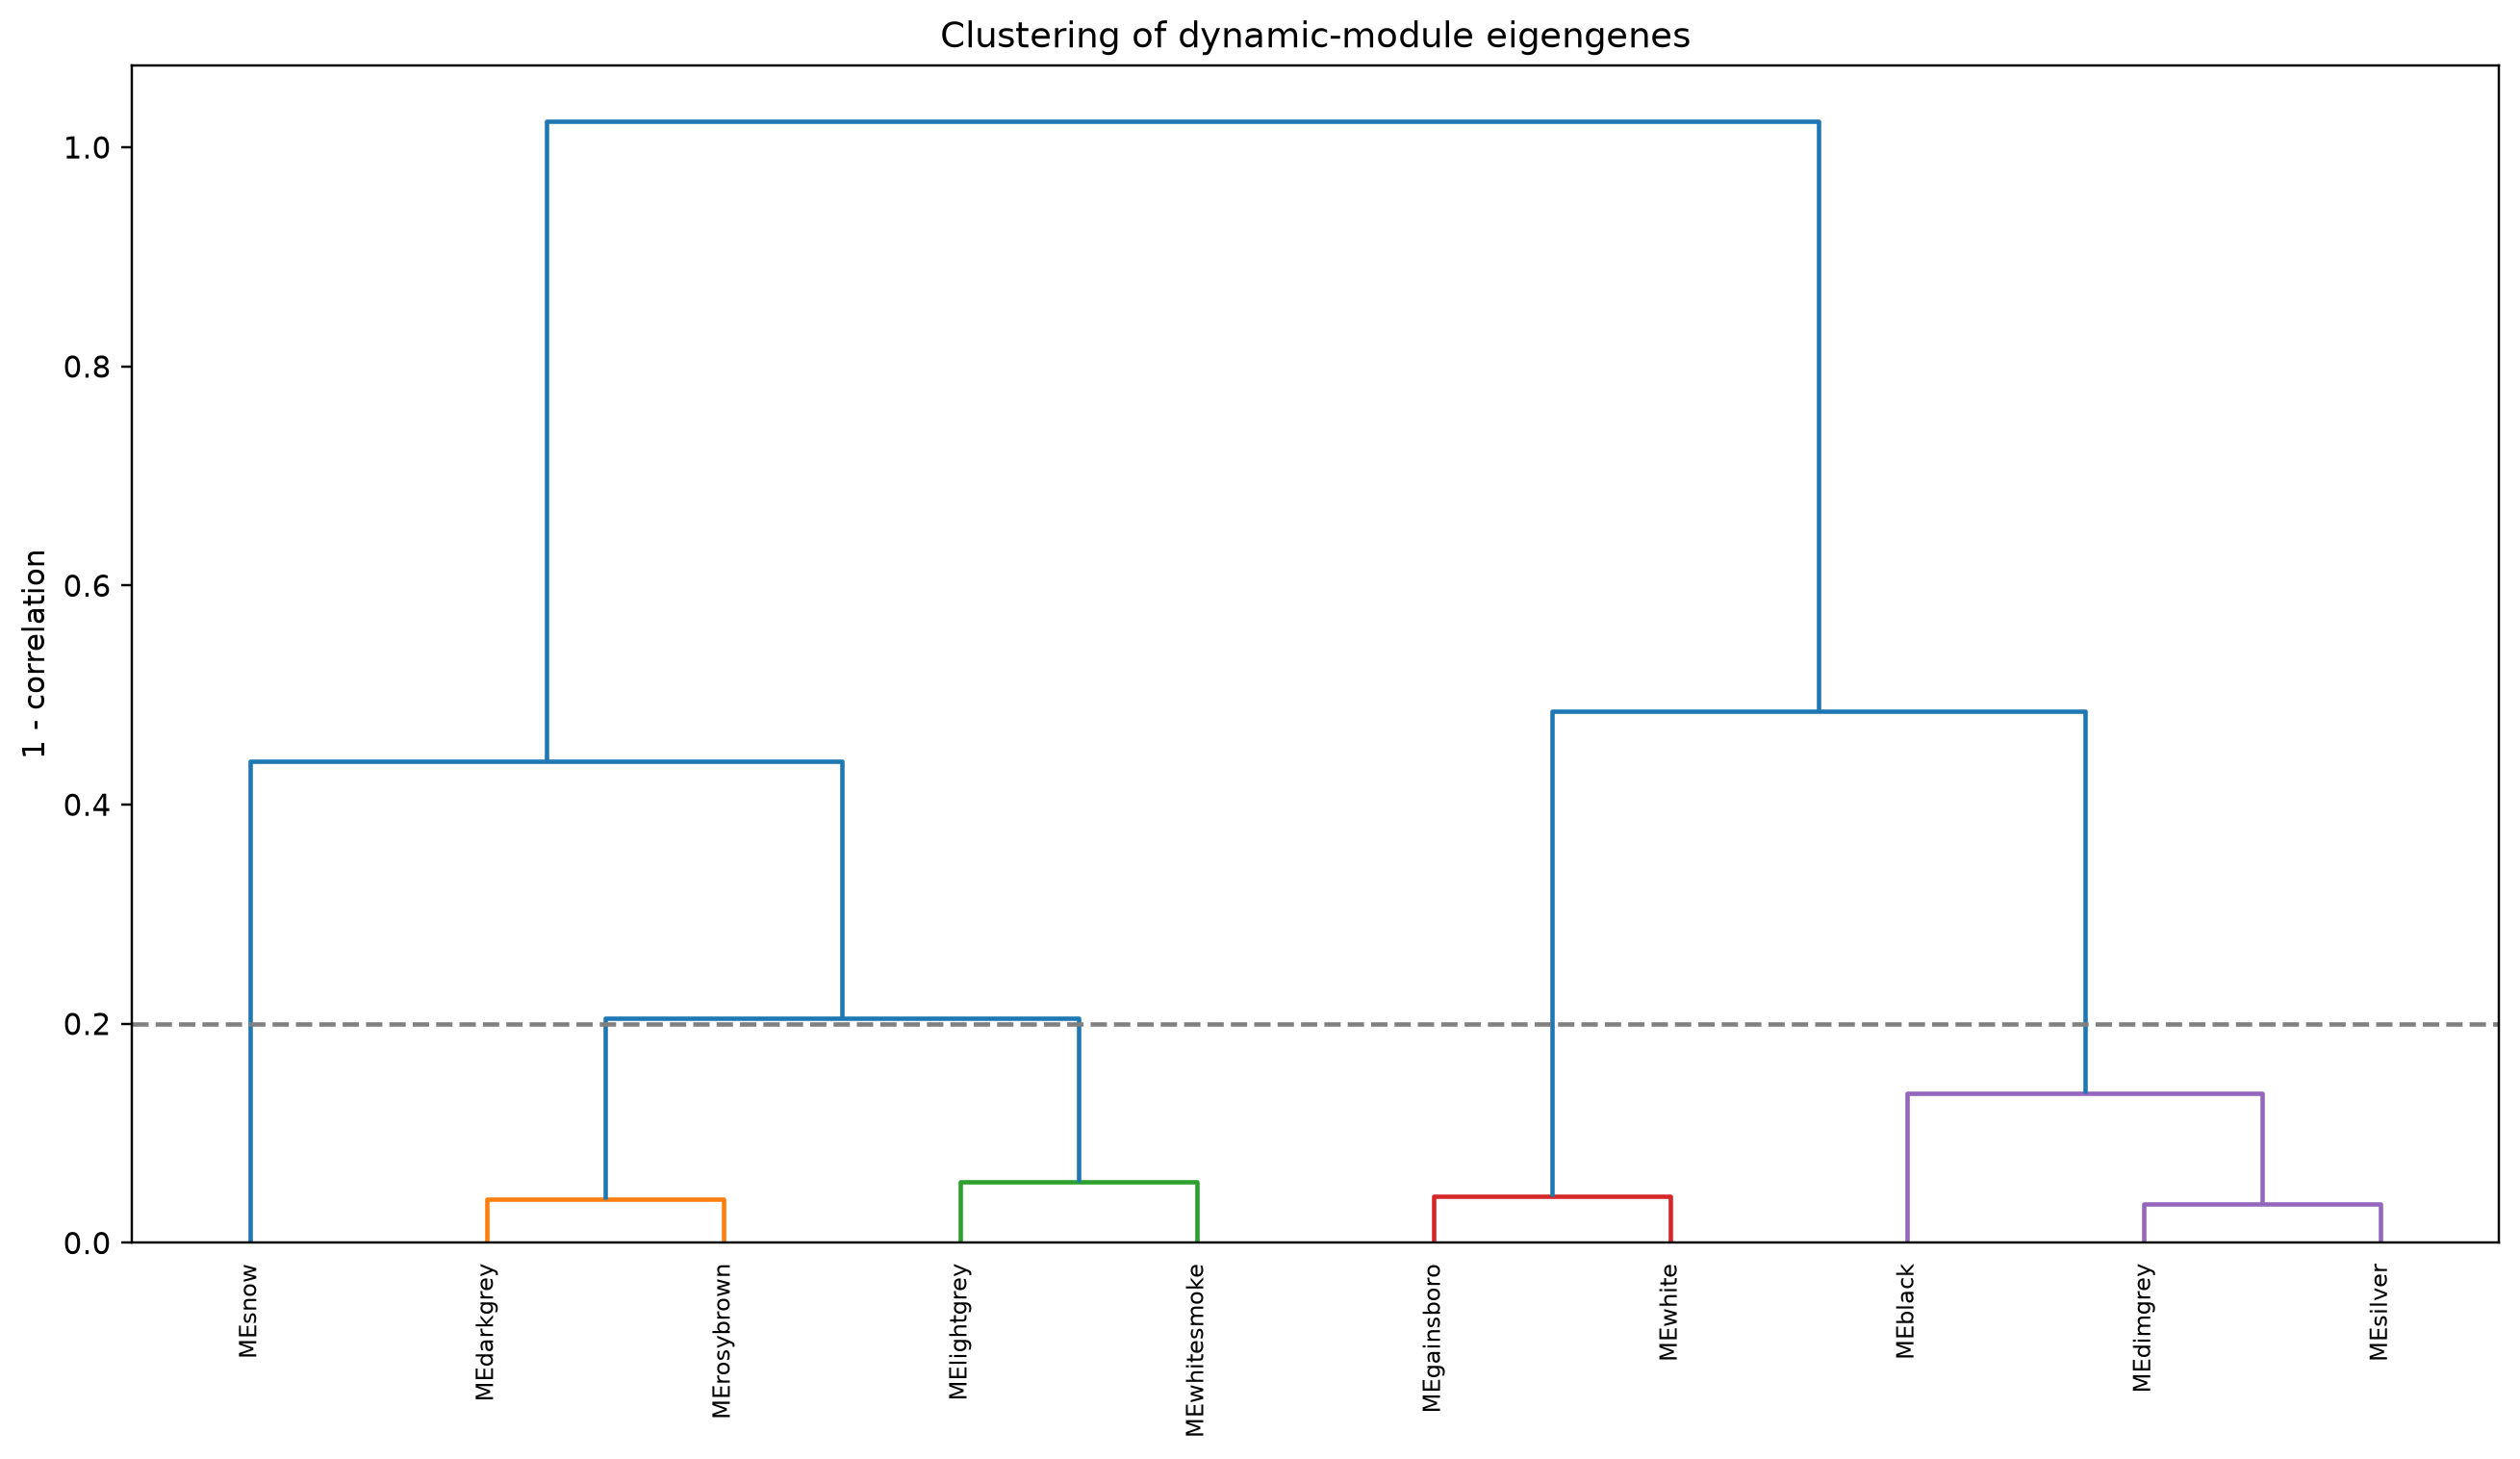 Clustering of dynamic-module eigengenes
1 - correlation
1.0
0.8
0.6
0.4
0.2
0.0
MEsnow
MEdarkgrey
MErosybrown
MElightgrey
MEwhitesmoke
MEgainsboro
MEwhite
MEblack
MEdimgrey
MEsilver